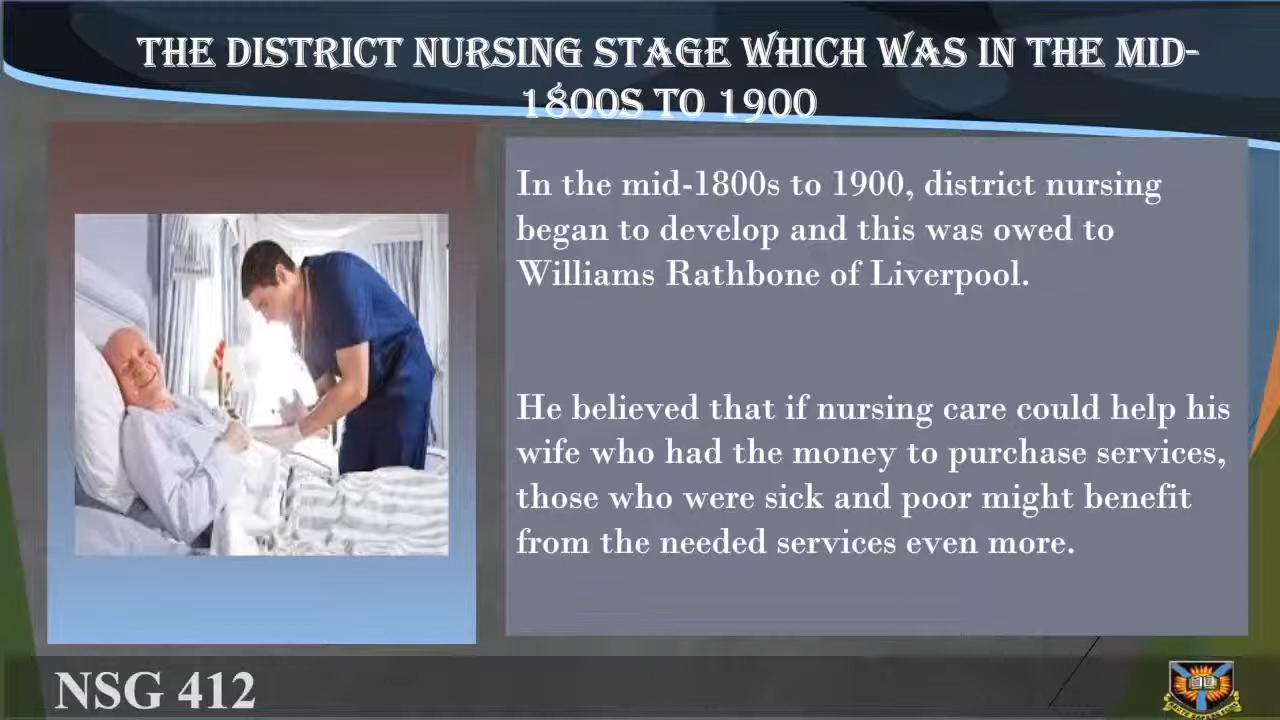 THE DISTRICT NURSING STAGE WHICH WAS IN THE MID-
1800S TO 1900
In the mid-1800s to 1900, district nursing
began to develop and this was owed to
Williams Rathbone of Liverpool.
He believed that if nursing care could help his
wife who had the money to purchase services,
those who were sick and poor might benefit
from the needed services even more.
NSG 412